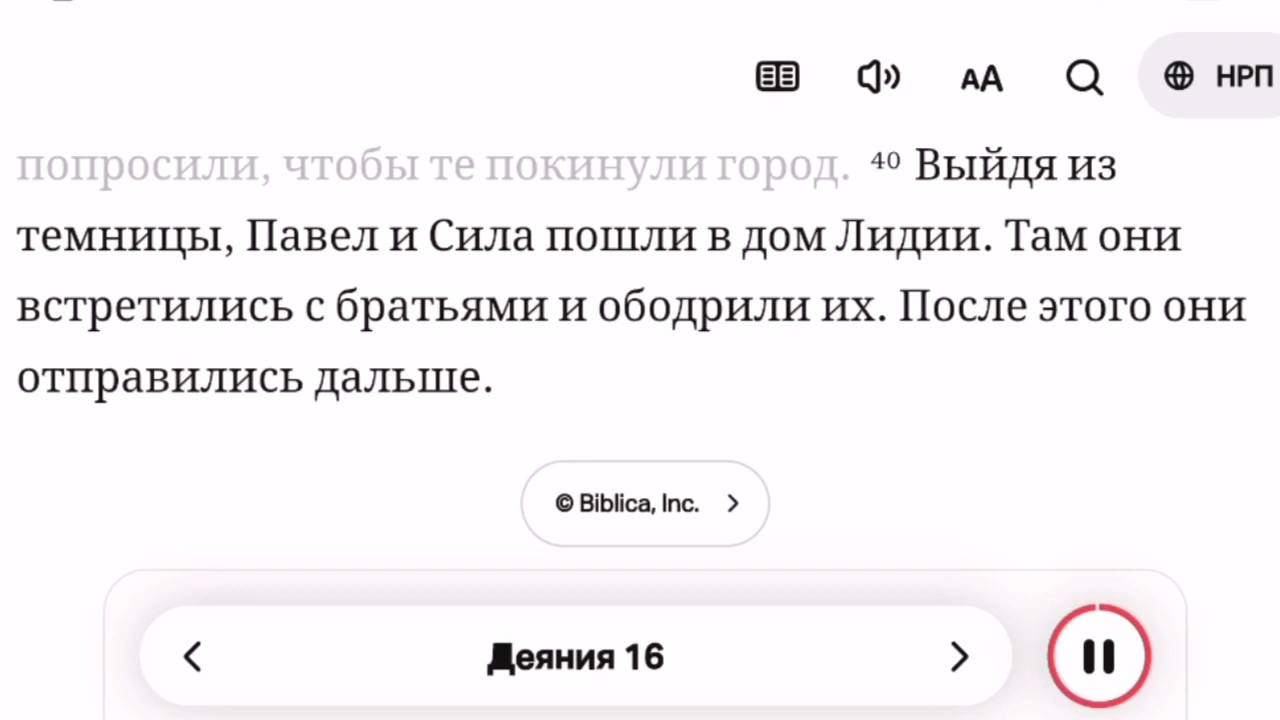 AA
НРП
попросили, чтобы те покинули город. 40 Выйдя из
темницы, Павел и Сила пошли в дом Лидии. Там они
встретились с братьями и ободрили их. После этого они
отправились дальше.
© Biblica, Inc.
Деяния 16